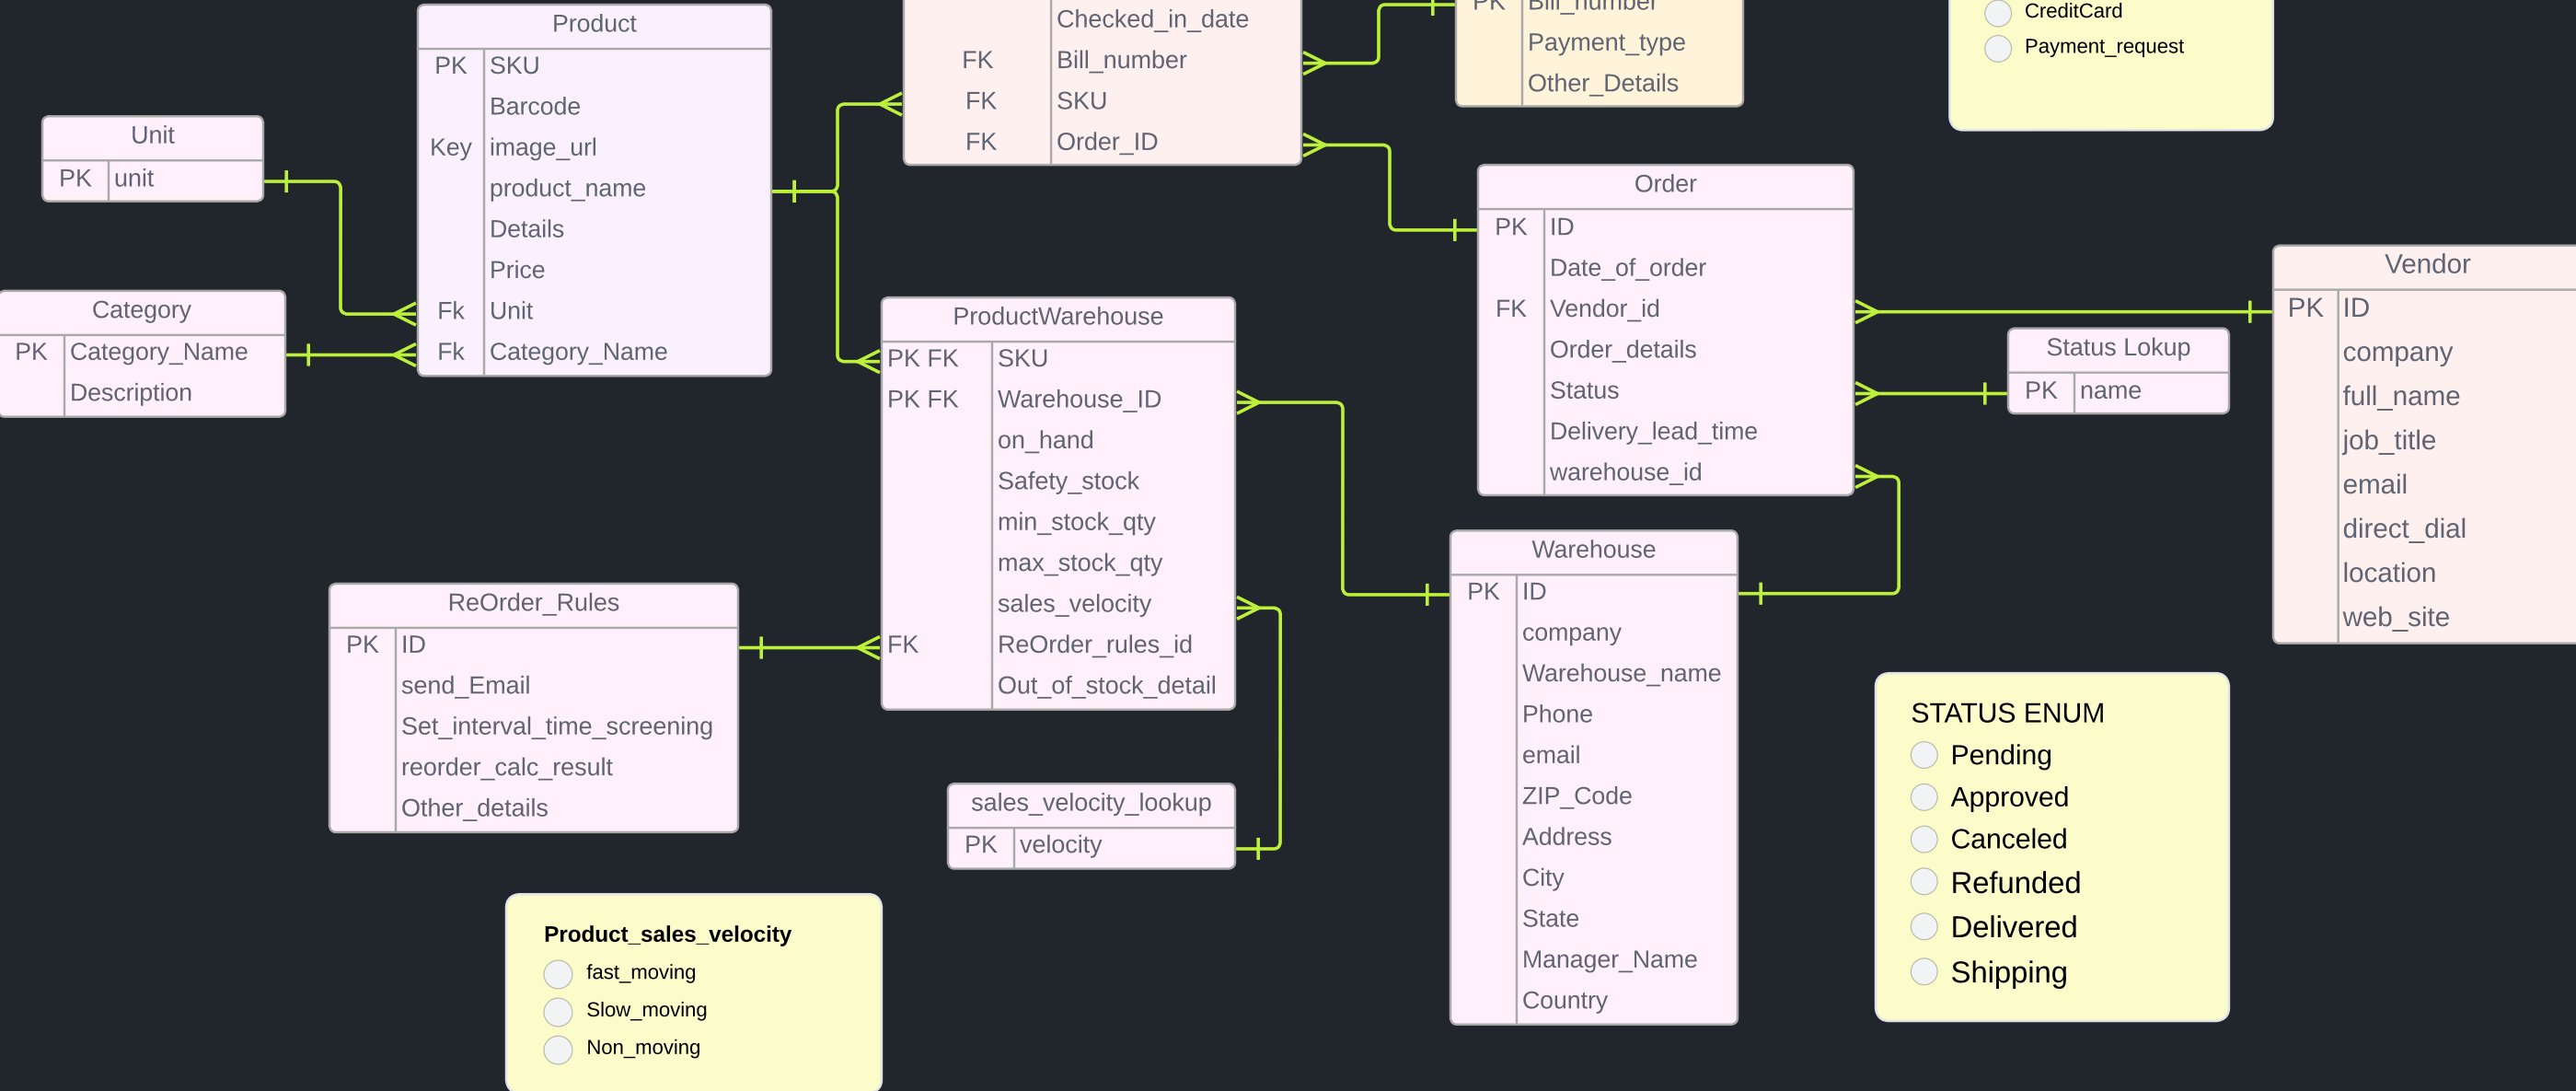 Product
PK SKU
Barcode
Key image_url
product_name
Details
Price
Fk Unit
Fk Category_Name
Unit
PK unit
Category
PK Category_Name
Description
Checked_in_date
FK Bill_number
FK SKU
FK Order_ID
PK Bill_number
Payment_type
Other_Details
CreditCard
Payment_request
Order
PK ID
Date_of_order
FK Vendor_id
Order_details
Status
Delivery_lead_time
warehouse_id
Vendor
PK ID
company
full_name
job_title
email
direct_dial
location
web_site
Status Lokup
PK name
ProductWarehouse
PK FK SKU
PK FK Warehouse_ID
on_hand
Safety_stock
min_stock_qty
max_stock_qty
sales_velocity
FK ReOrder_rules_id
Out_of_stock_detail
ReOrder_Rules
PK ID
send_Email
Set_interval_time_screening
reorder_calc_result
Other_details
sales_velocity_lookup
PK velocity
Warehouse
PK ID
company
Warehouse_name
Phone
email
ZIP_Code
Address
City
State
Manager_Name
Country
STATUS ENUM
Pending
Approved
Canceled
Refunded
Delivered
Shipping
Product_sales_velocity
fast_moving
Slow_moving
Non_moving